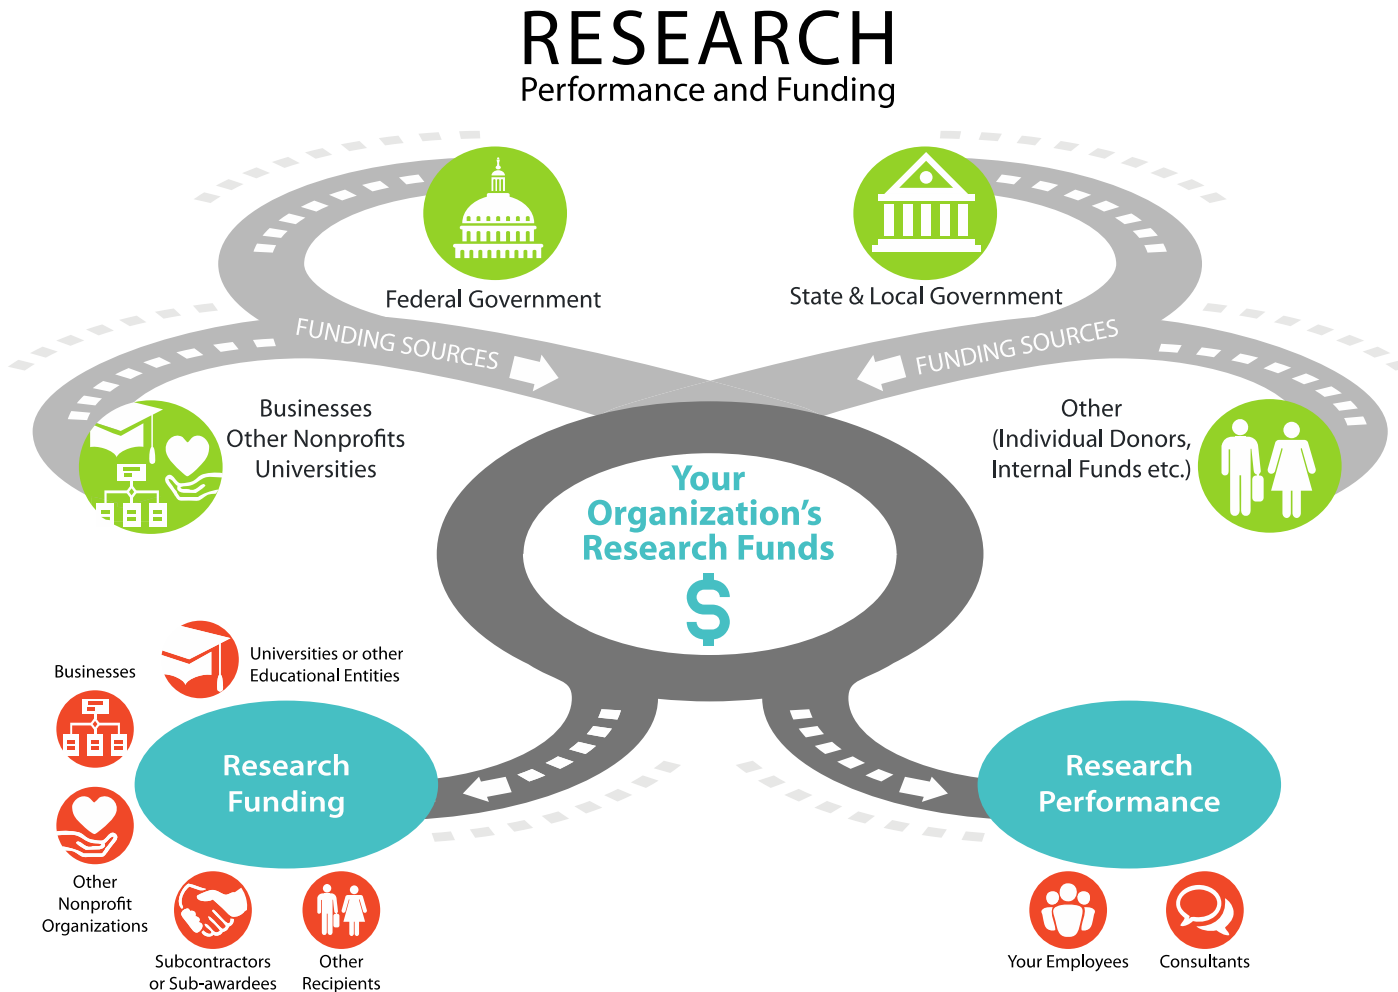 RESEARCH
Performance and Funding
Federal Government
State & Local Government
FUNDING SOURCES
FUNDING SOURCES
Businesses
Other Nonprofits
Universities
Other
(Individual Donors,
Internal Funds etc.)
Your
Organization's
Research Funds
$
Universities or other
Educational Entities
Businesses
Research
Funding
Research
Performance
Other
Nonprofit
Organizations
Subcontractors
or Sub-awardees
Other
Recipients
Your Employees
Consultants